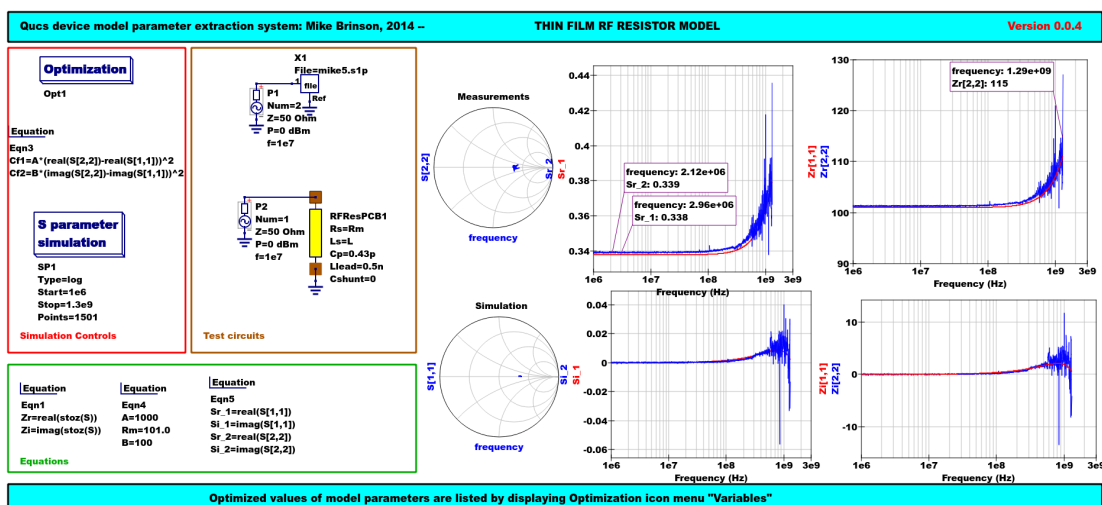 Qucs device model parameter extraction system: Mike Brinson, 2014 --
THIN FILM RF RESISTOR MODEL
Version 0.0.4
Optimization
Opt1
Equation
Eqn3
Cf1=A*(real(S[2,2])-real(S[1,1]))^2
Cf2=B*(imag(S[2,2])-imag(S[1,1]))^2
S parameter
simulation
SP1
Type=log
Start=1e6
Stop=1.3e9
Points=1501
Simulation Controls
X1
File=mike5.s1p
1
file
Ref
P1
Num=2
Z=50 Ohm
P=0 dBm
f=1e7
P2
Num=1
Z=50 Ohm
P=0 dBm
f=1e7
RFResPCB1
Rs=Rm
Ls=L
Cp=0.43p
Llead=0.5n
Cshunt=0
Test circuits
Equation
Eqn1
Zr=real(stoz(S))
Zi=imag(stoz(S))
Equation
Eqn4
A=1000
Rm=101.0
B=100
Equation
Eqn5
Sr_1=real(S[1,1])
Si_1=imag(S[1,1])
Sr_2=real(S[2,2])
Si_2=imag(S[2,2])
Equations
Measurements
S[2,2]
frequency
Simulation
S[1,1]
frequency
Sr_2
Sr_1
0.44
0.42
0.4
0.38
0.36
0.34
frequency: 2.12e+06
Sr_2: 0.339
frequency: 2.96e+06
Sr_1: 0.338
1e6
1e7
1e8
1e9
3e9
Frequency (Hz)
Zr[1,1]
Zr[2,2]
130
120
110
100
90
frequency: 1.29e+09
Zr[2,2]: 115
1e6
1e7
1e8
1e9
3e9
Frequency (Hz)
Si_2
Si_1
0.04
0.02
0
-0.02
-0.04
-0.06
1e6
1e7
1e8
1e9
3e9
Frequency (Hz)
Zi[1,1]
Zi[2,2]
10
0
-10
1e6
1e7
1e8
1e9
3e9
Frequency (Hz)
Optimized values of model parameters are listed by displaying Optimization icon menu "Variables"